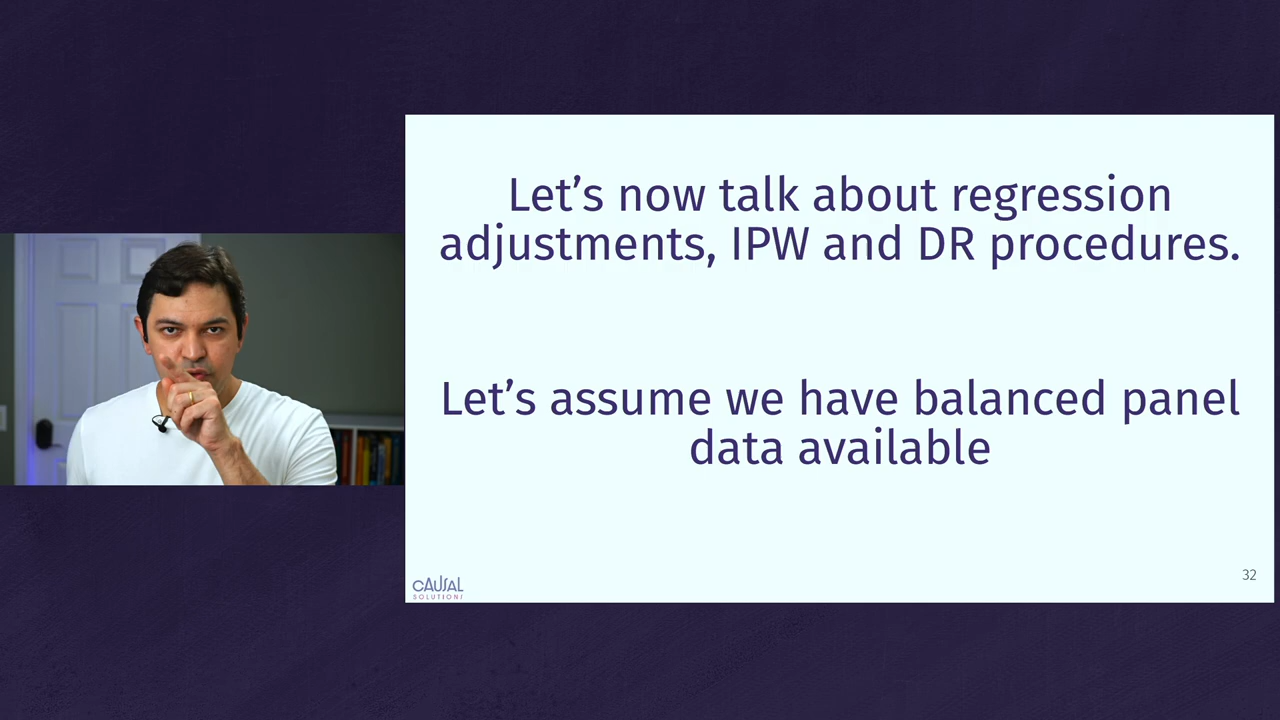 Let’s now talk about regression
adjustments, IPW and DR procedures.
Let’s assume we have balanced panel
data available
CAUSAL
SOLUTIONS
32